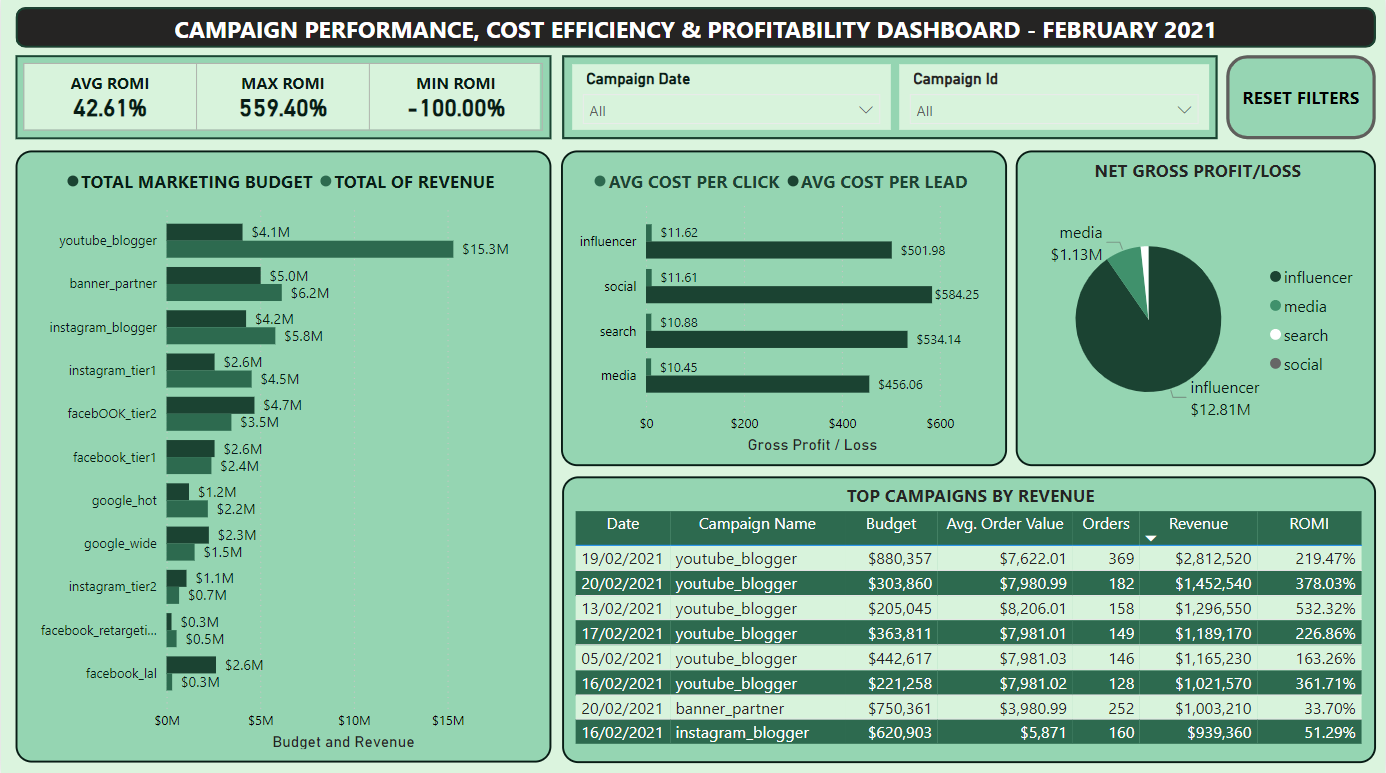 CAMPAIGN PERFORMANCE, COST EFFICIENCY & PROFITABILITY DASHBOARD - FEBRUARY 2021
AVG ROMI
42.61%
MAX ROMI
559.40%
MIN ROMI
-100.00%
Campaign Date
All
Campaign Id
All
RESET FILTERS
TOTAL MARKETING BUDGET TOTAL OF REVENUE
youtube_blogger $4.1M $15.3M
banner_partner $5.0M $6.2M
instagram_blogger $4.2M $5.8M
instagram_tier1 $2.6M $4.5M
facebOOK_tier2 $4.7M $3.5M
facebook_tier1 $2.6M $2.4M
google_hot $1.2M $2.2M
google_wide $2.3M $1.5M
instagram_tier2 $1.1M $0.7M
facebook_retargeti... $0.3M $0.5M
facebook_lal $2.6M $0.3M
$0M $5M $10M $15M
Budget and Revenue
AVG COST PER CLICK AVG COST PER LEAD
influencer $11.62 $501.98
social $11.61 $584.25
search $10.88 $534.14
media $10.45 $456.06
$0 $200 $400 $600
Gross Profit / Loss
NET GROSS PROFIT/LOSS
media
$1.13M
influencer
$12.81M
influencer
media
search
social
TOP CAMPAIGNS BY REVENUE
Date Campaign Name Budget Avg. Order Value Orders Revenue ROMI
19/02/2021 youtube_blogger $880,357 $7,622.01 369 $2,812,520 219.47%
20/02/2021 youtube_blogger $303,860 $7,980.99 182 $1,452,540 378.03%
13/02/2021 youtube_blogger $205,045 $8,206.01 158 $1,296,550 532.32%
17/02/2021 youtube_blogger $363,811 $7,981.01 149 $1,189,170 226.86%
05/02/2021 youtube_blogger $442,617 $7,981.03 146 $1,165,230 163.26%
16/02/2021 youtube_blogger $221,258 $7,981.02 128 $1,021,570 361.71%
20/02/2021 banner_partner $750,361 $3,980.99 252 $1,003,210 33.70%
16/02/2021 instagram_blogger $620,903 $5,871 160 $939,360 51.29%